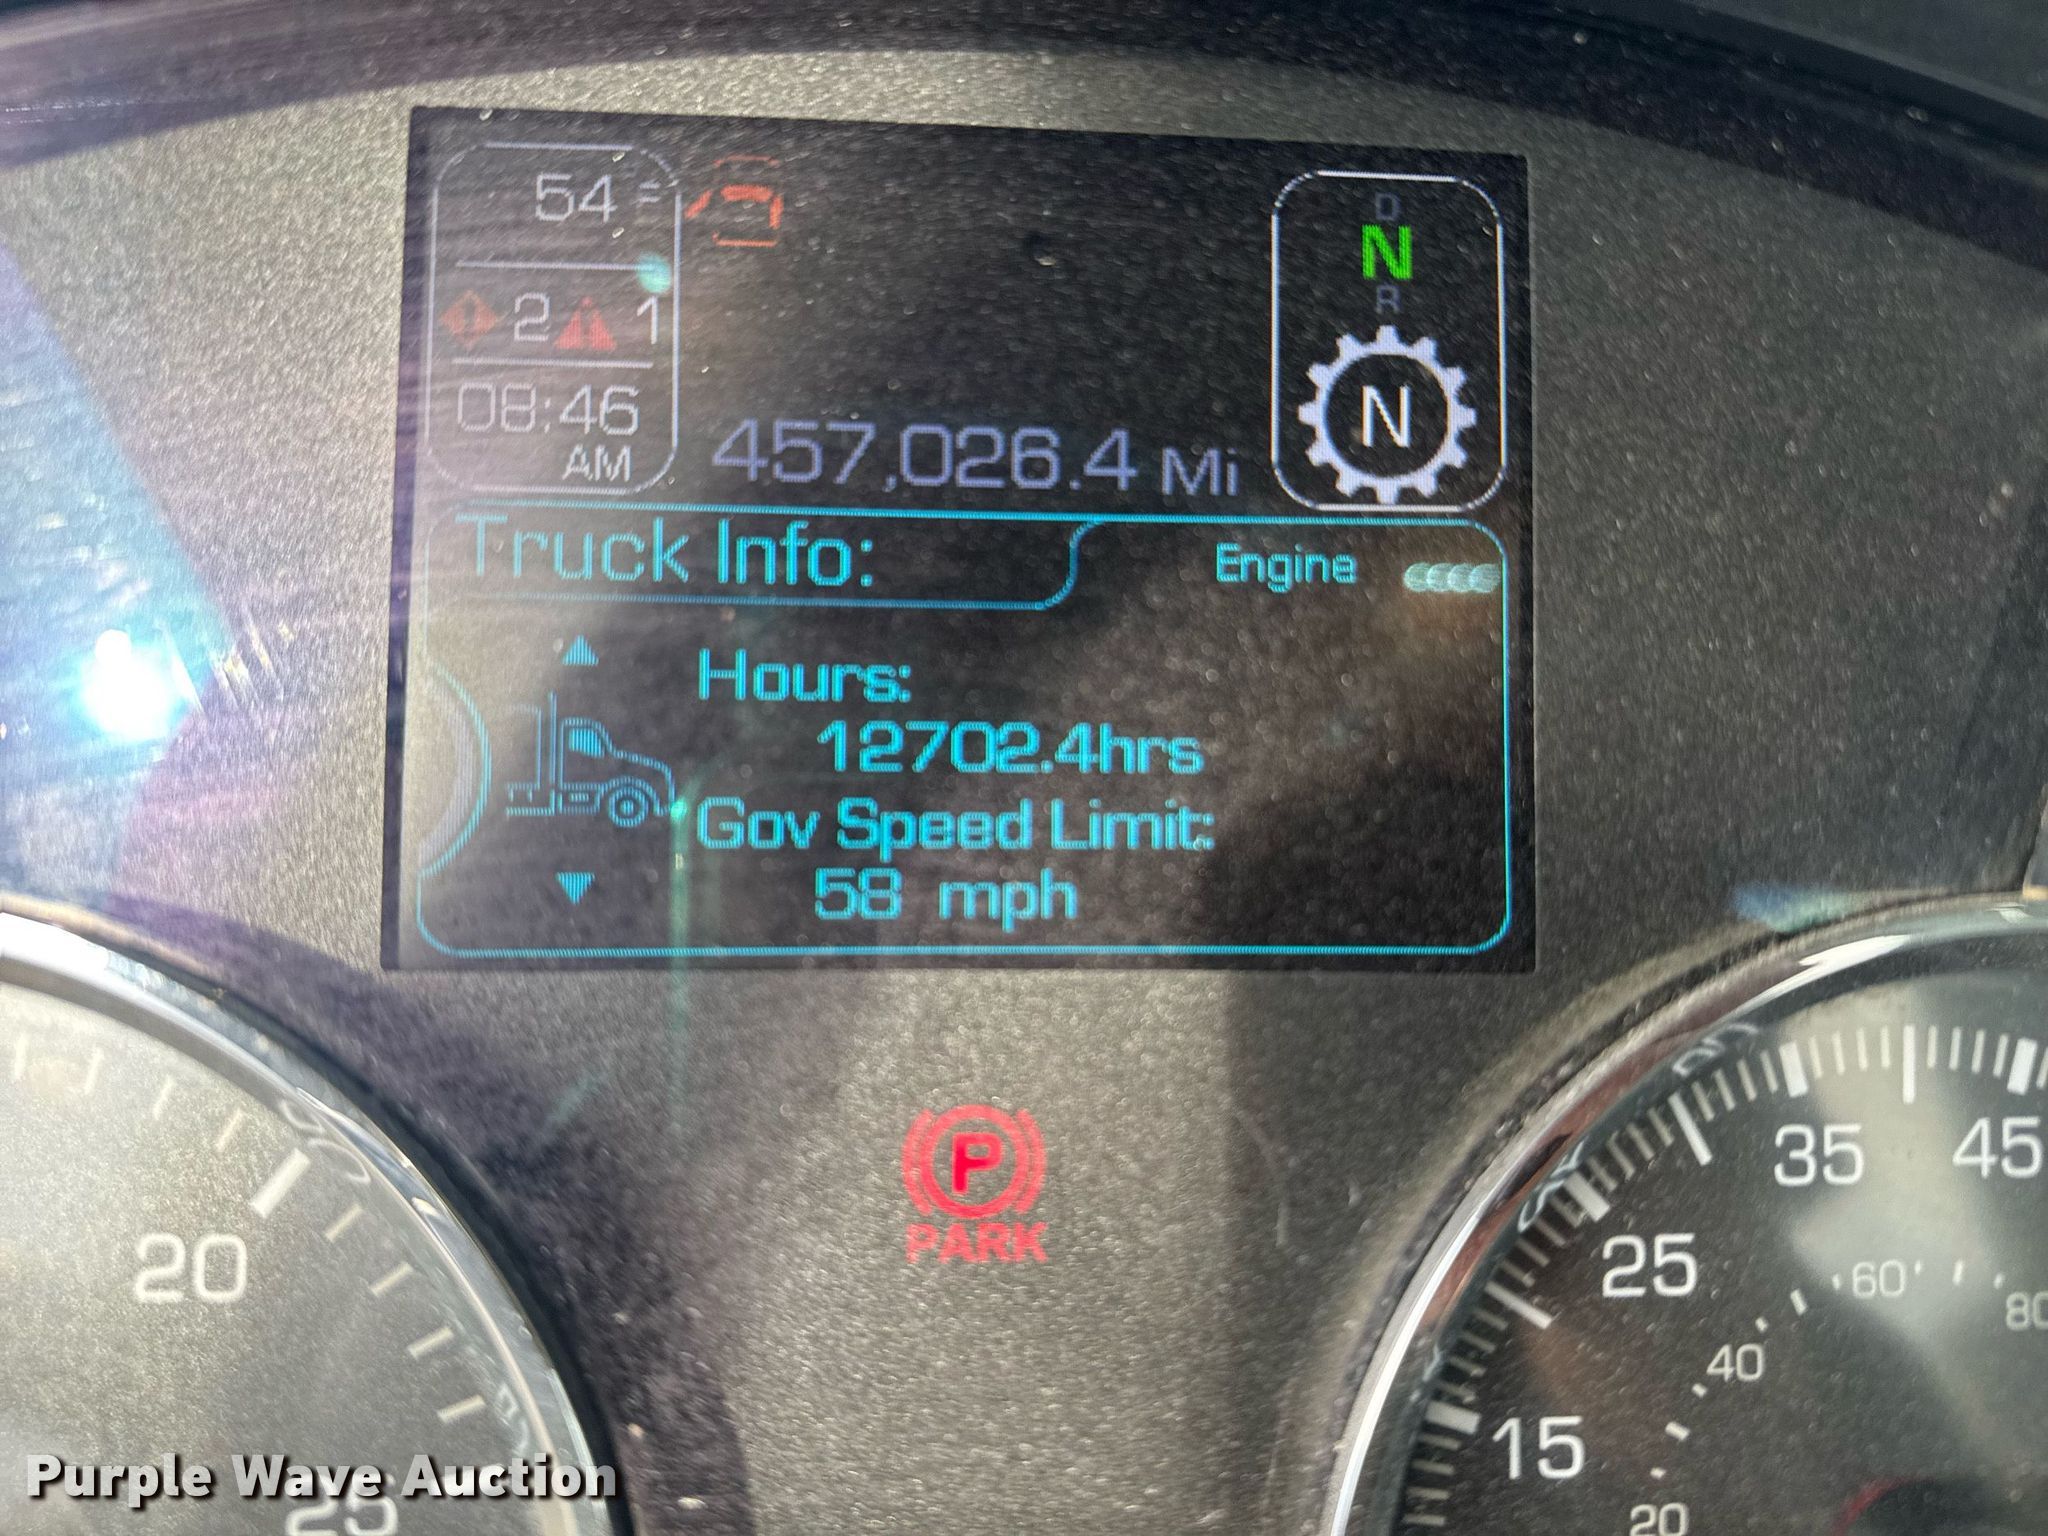 54 °F
2 1
08:46
AM
457,026.4 Mi
D
N
R
N
Truck Info:
Engine
Hours:
12702.4hrs
Gov Speed Limit:
58 mph
P
PARK
20
25
15
25
35
45
20
40
60
80
Purple Wave Auction